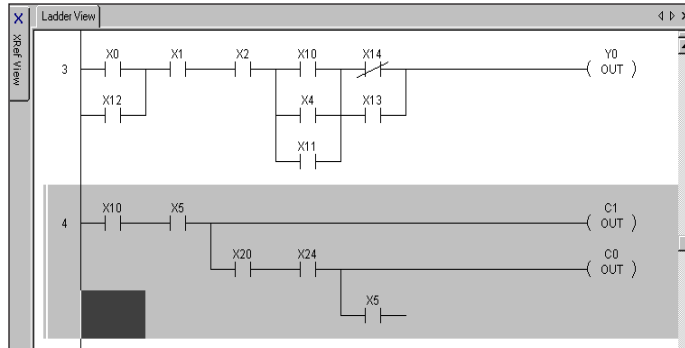 X
Ladder View
XRef View
X0 X1 X2 X10 X14 Y0
3 OUT
X12 X4 X13
X11
X10 X5 C1
4 OUT
X20 X24 C0
OUT
X5